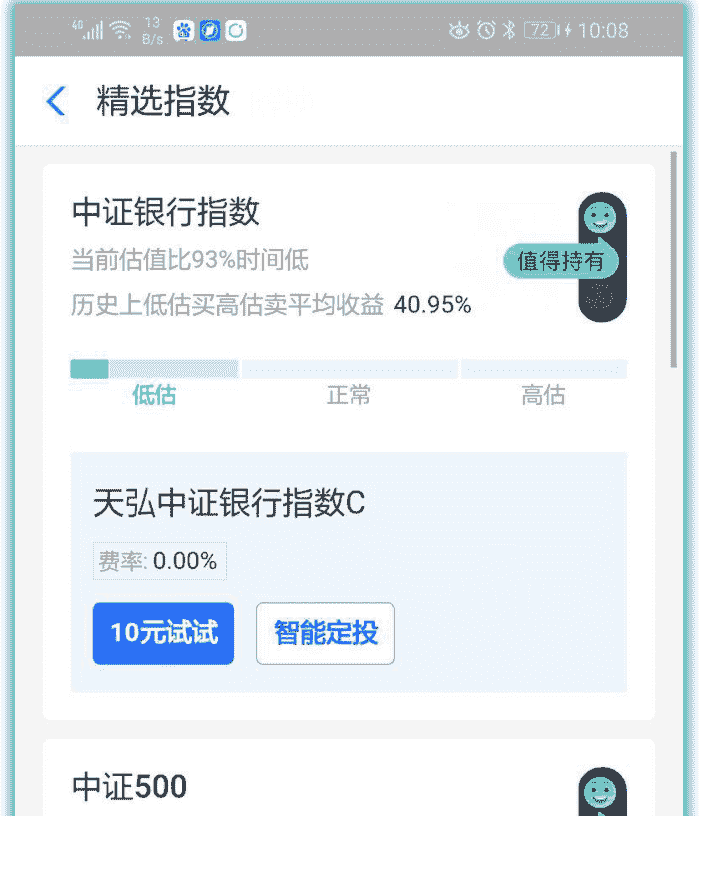 4G 13 B/s 72 10:08
精选指数
中证银行指数
当前估值比93%时间低
值得持有
历史上低估买高估卖平均收益 40.95%
低估 正常 高估
天弘中证银行指数C
费率: 0.00%
10元试试 智能定投
中证500